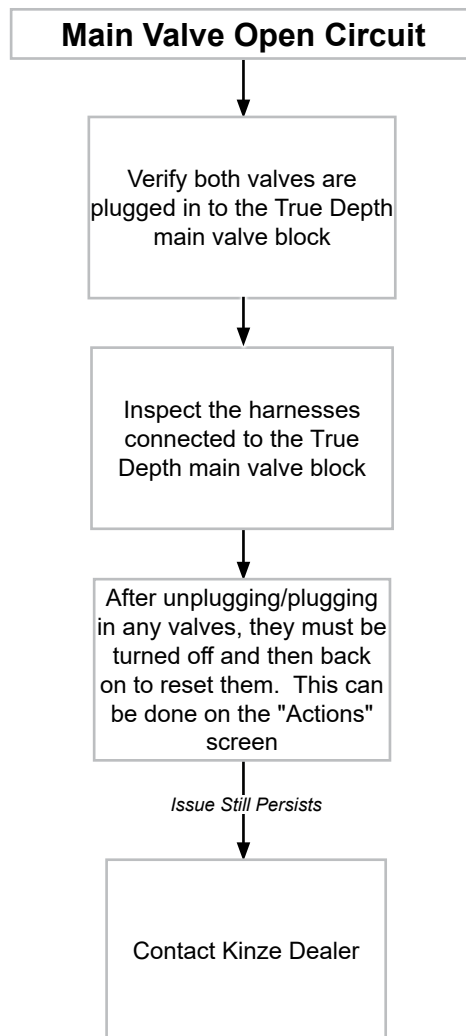 Main Valve Open Circuit
Verify both valves are
plugged in to the True Depth
main valve block
Inspect the harnesses
connected to the True
Depth main valve block
After unplugging/plugging
in any valves, they must be
turned off and then back
on to reset them.  This can
be done on the "Actions"
screen
Issue Still Persists
Contact Kinze Dealer